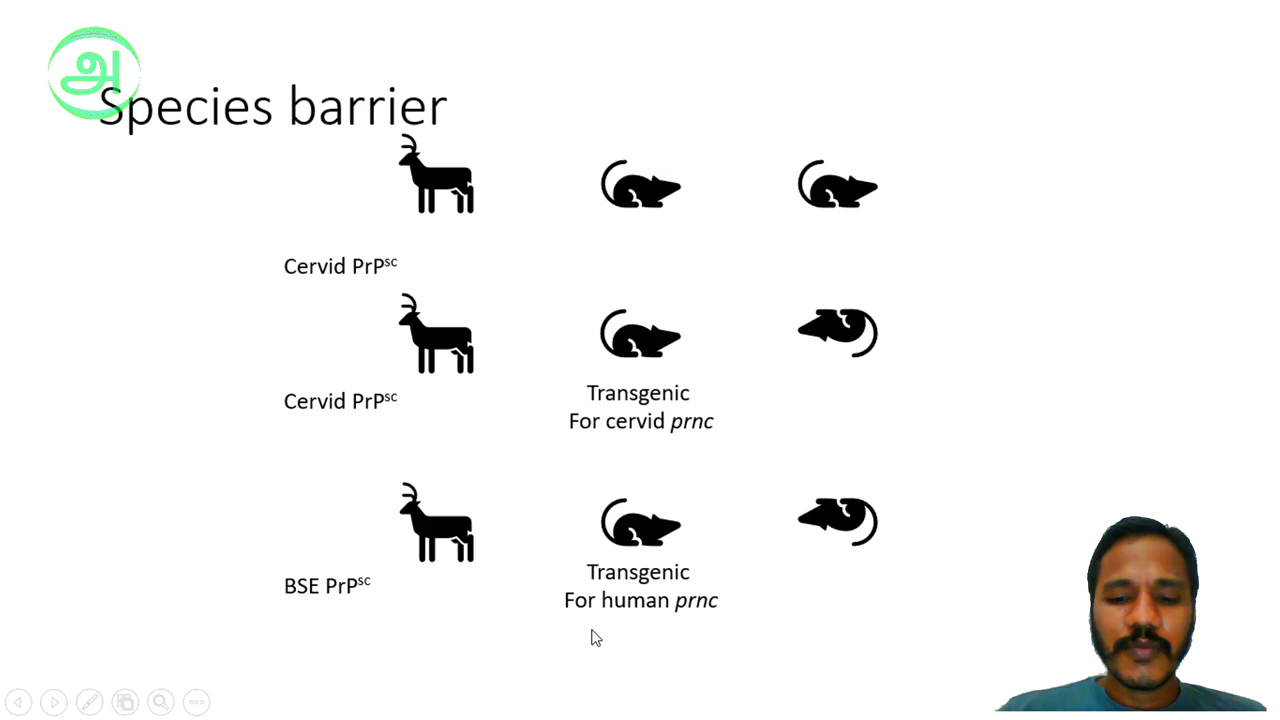 அ
Species barrier
Cervid PrPsc
Cervid PrPsc
Transgenic
For cervid prnc
BSE PrPsc
Transgenic
For human prnc